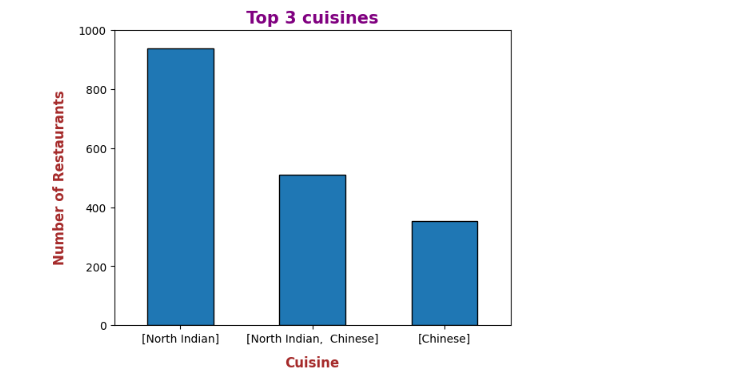 Top 3 cuisines
Number of Restaurants
1000
800
600
400
200
0
[North Indian]
[North Indian,  Chinese]
[Chinese]
Cuisine